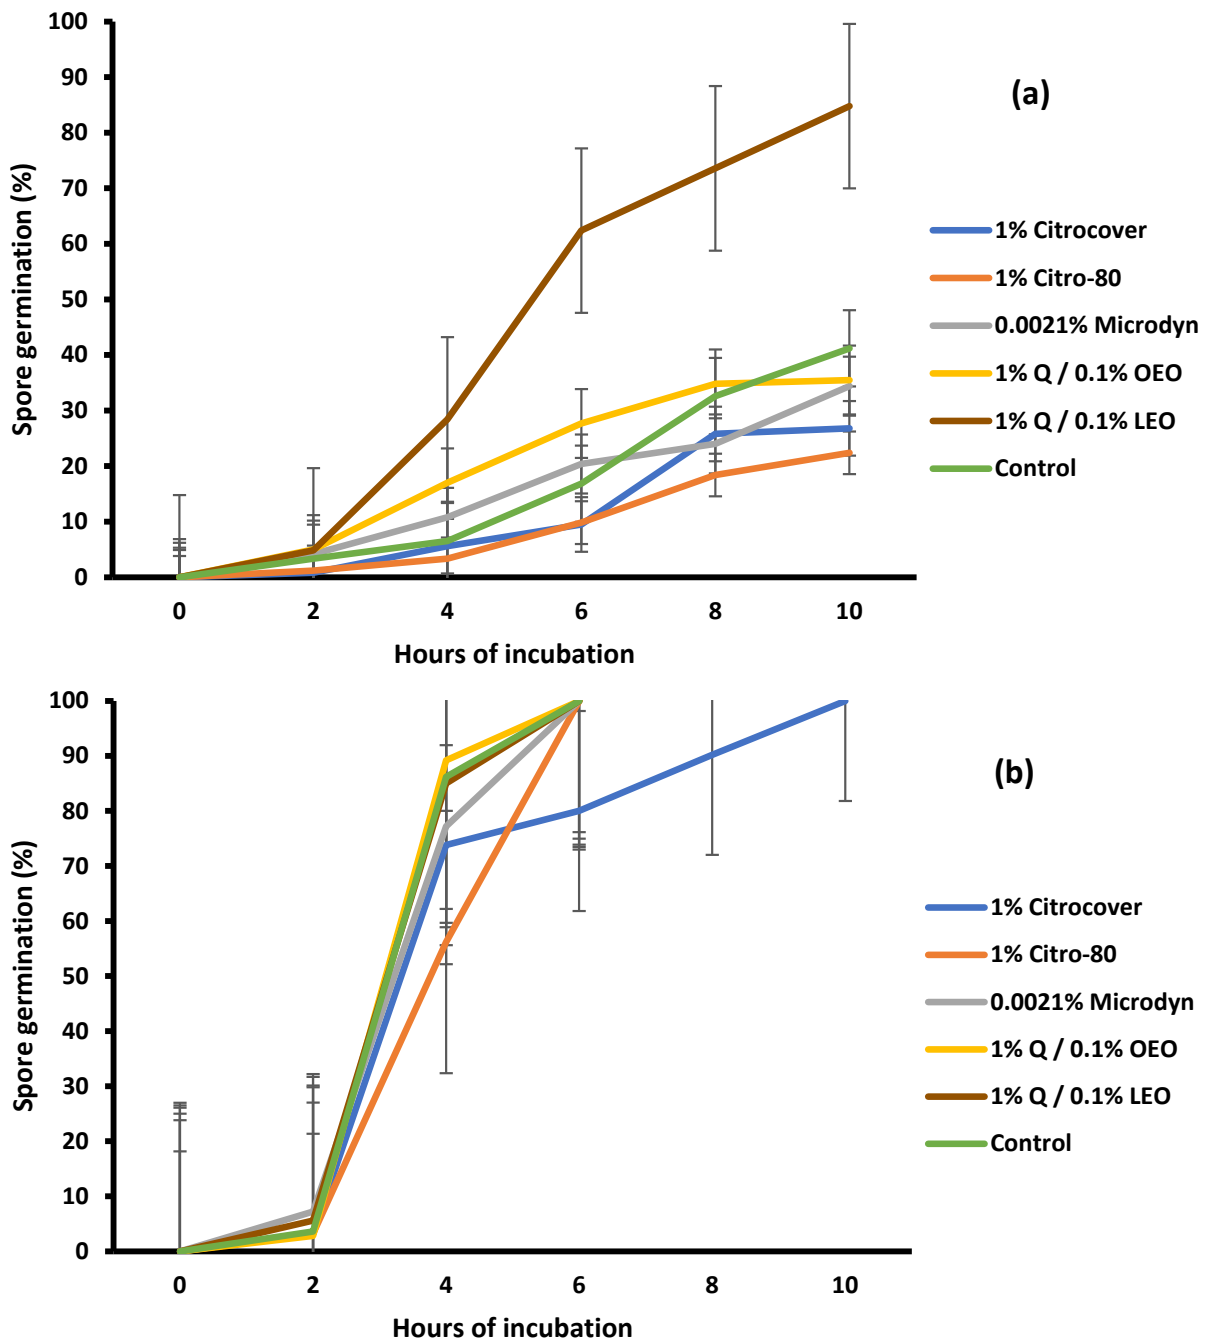 100
90
80
70
60
50
40
30
20
10
0
Spore germination (%)
0 2 4 6 8 10
Hours of incubation
(a)
1% Citrocover
1% Citro-80
0.0021% Microdyn
1% Q / 0.1% OEO
1% Q / 0.1% LEO
Control
100
90
80
70
60
50
40
30
20
10
0
Spore germination (%)
0 2 4 6 8 10
Hours of incubation
(b)
1% Citrocover
1% Citro-80
0.0021% Microdyn
1% Q / 0.1% OEO
1% Q / 0.1% LEO
Control